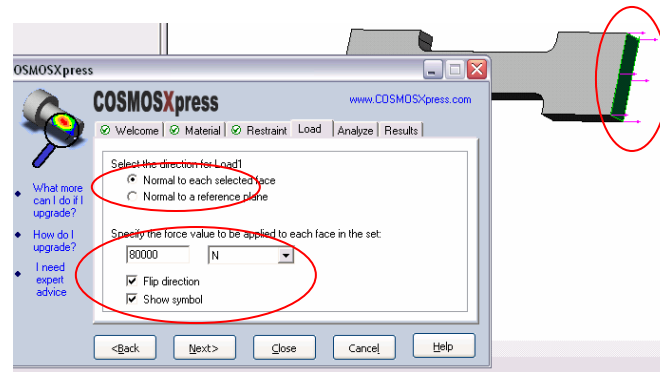 COSMOSXpress
COSMOSXpress
www.COSMOSXpress.com
Welcome Material Restraint Load Analyze Results
Select the direction for Load1
Normal to each selected face
Normal to a reference plane
Specify the force value to be applied to each face in the set:
80000 N
Flip direction
Show symbol
What more
can I do if I
upgrade?
How do I
upgrade?
I need
expert
advice
<Back Next> Close Cancel Help